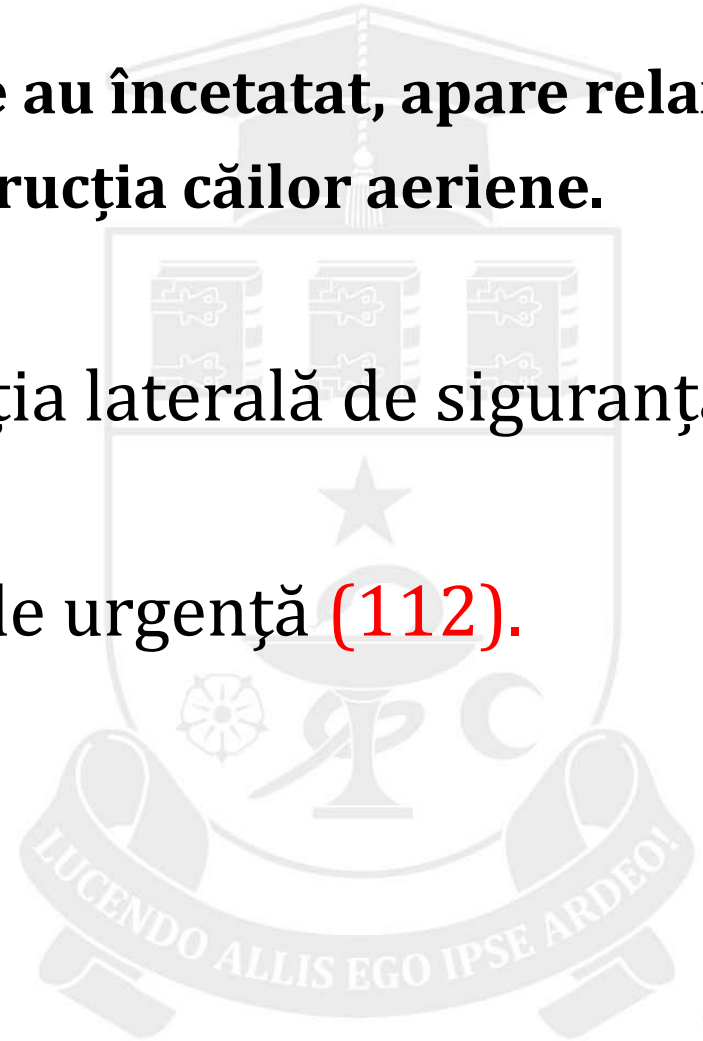 e au încetatat, apare rela
rucția căilor aeriene.
ția laterală de siguranț
le urgență (112).
LUCENDO ALLIS EGO IPSE ARDEO!